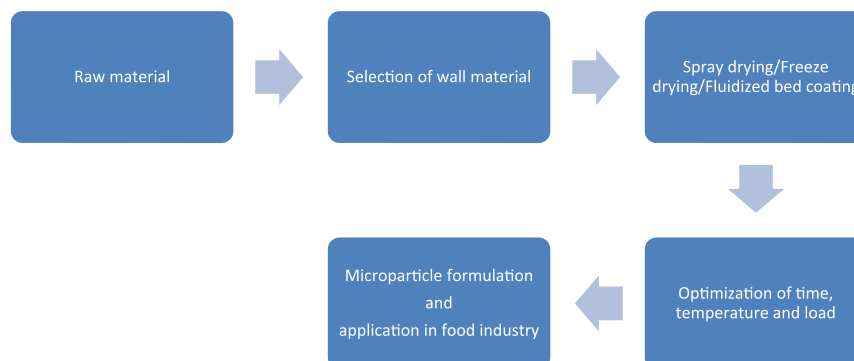 Raw material
Selection of wall material
Spray drying/Freeze
drying/Fluidized bed coating
Optimization of time,
temperature and load
Microparticle formulation
and
application in food industry